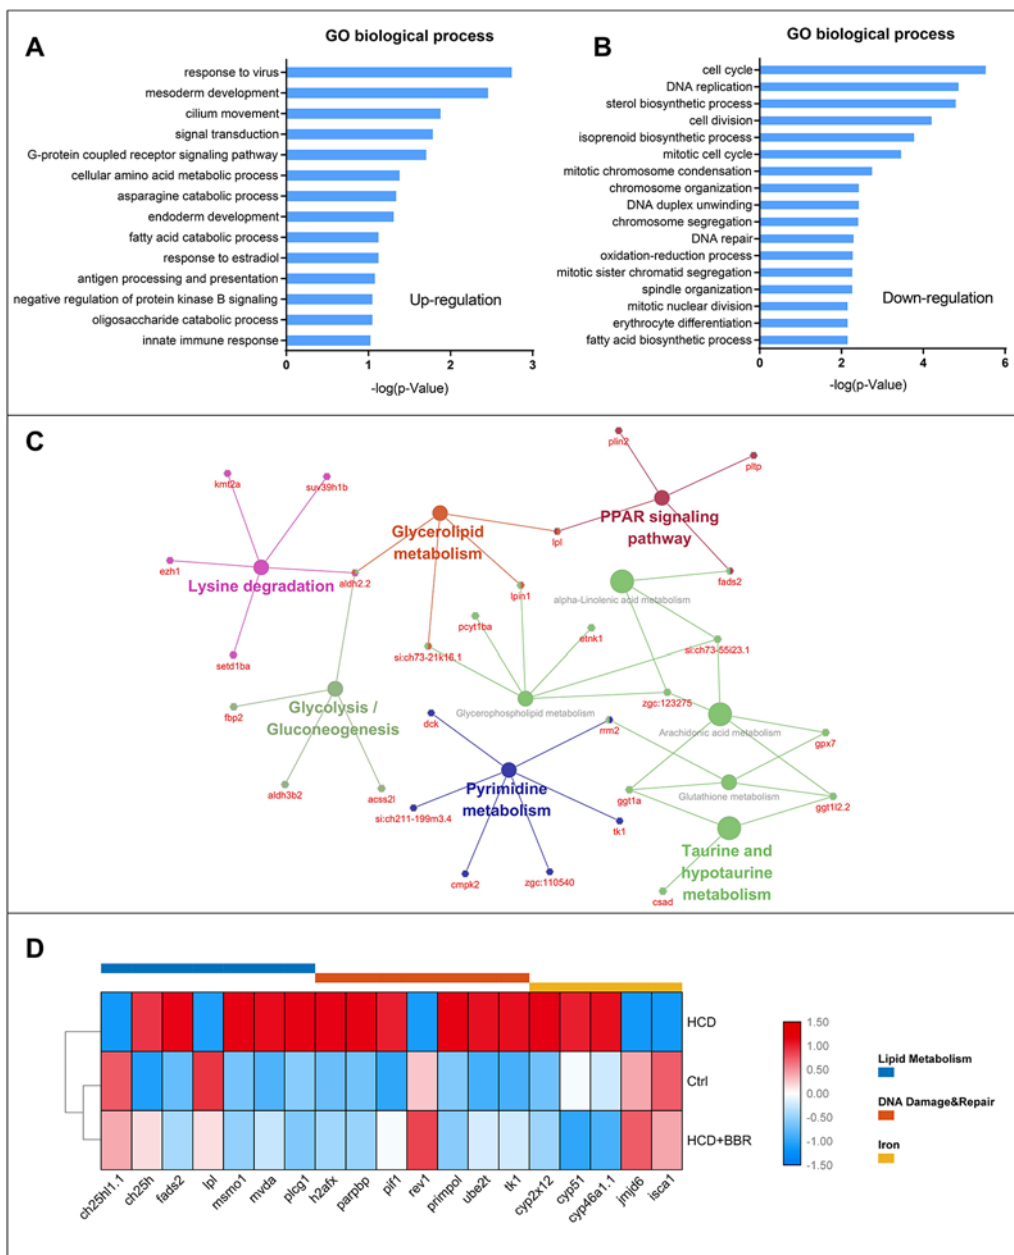 A
GO biological process
response to virus
mesoderm development
cilium movement
signal transduction
G-protein coupled receptor signaling pathway
cellular amino acid metabolic process
asparagine catabolic process
endoderm development
fatty acid catabolic process
response to estradiol
antigen processing and presentation
negative regulation of protein kinase B signaling
oligosaccharide catabolic process
innate immune response
Up-regulation
0 1 2 3
-log(p-Value)
B
GO biological process
cell cycle
DNA replication
sterol biosynthetic process
cell division
isoprenoid biosynthetic process
mitotic cell cycle
mitotic chromosome condensation
chromosome organization
DNA duplex unwinding
chromosome segregation
DNA repair
oxidation-reduction process
mitotic sister chromatid segregation
spindle organization
mitotic nuclear division
erythrocyte differentiation
fatty acid biosynthetic process
Down-regulation
0 2 4 6
-log(p-Value)
C
plin2
pltp
kmt2a
suv39h1b
Glycerolipid
metabolism
lpl
PPAR signaling
pathway
ezh1
Lysine degradation
aldh2.2
lpin1
fads2
alpha-Linolenic acid metabolism
pcyt1ba
etnk1
si:ch73-21k16.1
si:ch73-55i23.1
setd1ba
fbp2
Glycolysis /
Gluconeogenesis
Glycerophospholipid metabolism
zgc:123275
dck
rrm2
Arachidonic acid metabolism
gpx7
aldh3b2
acss2l
Pyrimidine
metabolism
si:ch211-199m3.4
ggt1a
Glutathione metabolism
ggt1l2.2
tk1
cmpk2
zgc:110540
Taurine and
hypotaurine
metabolism
csad
D
HCD
Ctrl
HCD+BBR
ch25hl1.1
ch25h
fads2
lpl
msmo1
mvda
plcg1
h2afx
parpbp
pif1
rev1
primpol
ube2t
tk1
cyp2x12
cyp51
cyp46a1.1
jmjd6
isca1
1.50
1.00
0.50
0.00
-0.50
-1.00
-1.50
Lipid Metabolism
DNA Damage&Repair
Iron